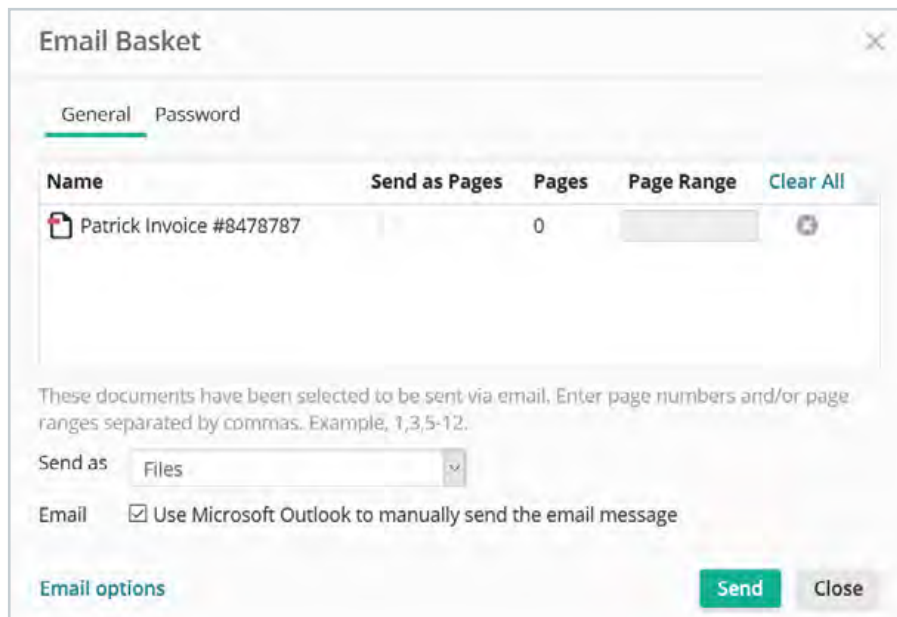 Email Basket
General Password
Name Send as Pages Pages Page Range Clear All
Patrick Invoice #8478787 0
These documents have been selected to be sent via email. Enter page numbers and/or page
ranges separated by commas. Example, 1,3,5-12.
Send as Files
Email Use Microsoft Outlook to manually send the email message
Email options Send Close